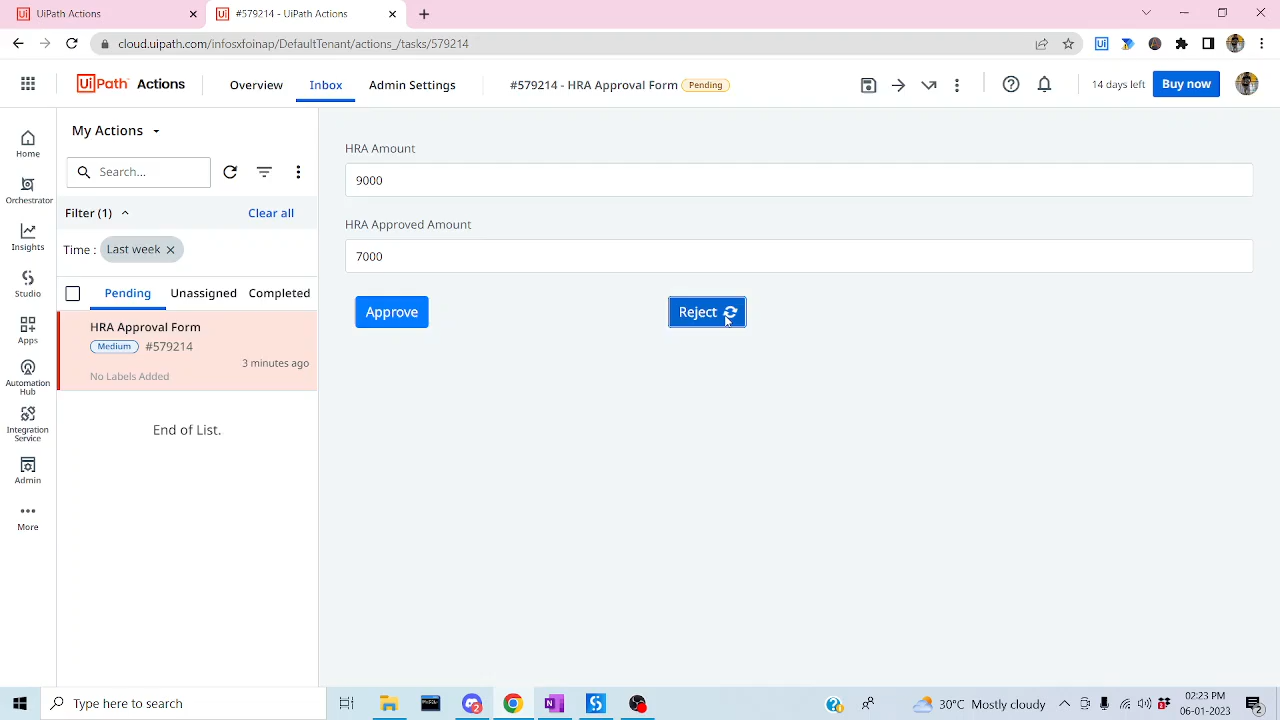 UiPath Actions
#579214 - UiPath Actions
cloud.uipath.com/infosxfoinap/DefaultTenant/actions_/tasks/579214
Ui
UiPath Actions
Overview
Inbox
Admin Settings
#579214 - HRA Approval Form
Pending
14 days left
Buy now
Home
Orchestrator
Insights
Studio
Apps
Automation
Hub
Integration
Service
Admin
More
My Actions
Search...
Filter (1)
Clear all
Time :
Last week
Pending
Unassigned
Completed
HRA Approval Form
Medium
#579214
3 minutes ago
No Labels Added
End of List.
HRA Amount
9000
HRA Approved Amount
7000
Approve
Reject
Type here to search
30°C Mostly cloudy
02:23 PM
06-01-2023
2